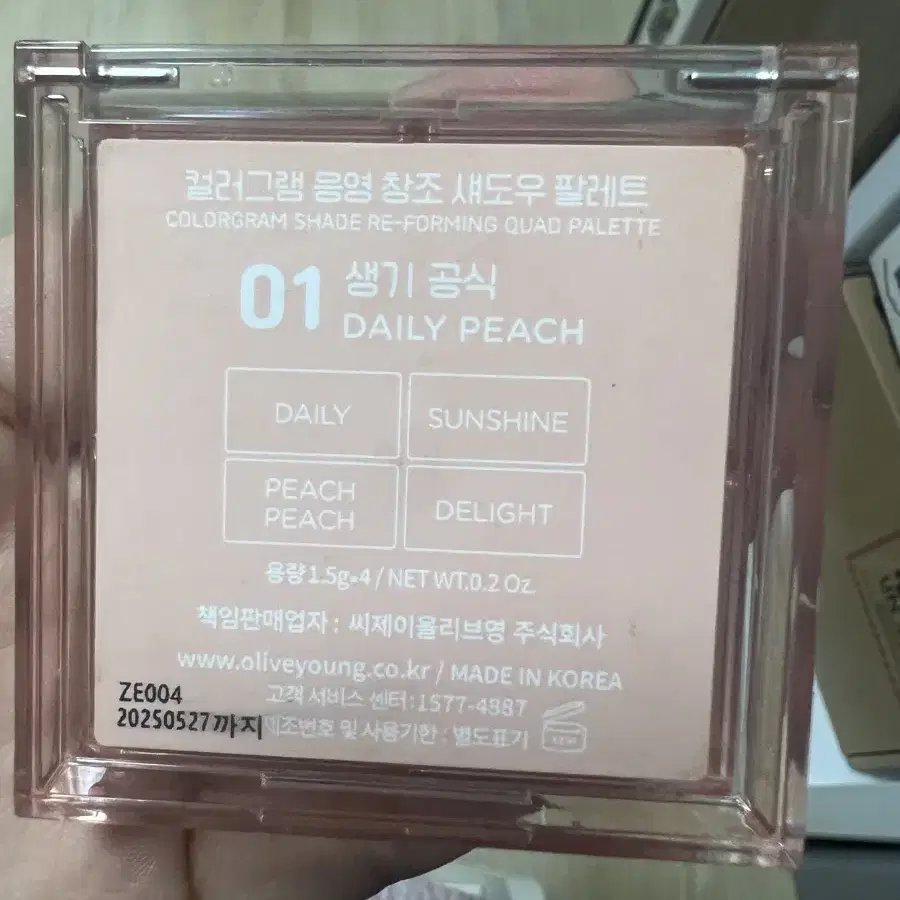 컬러그램 음영 창조 섀도우 팔레트
COLORGRAM SHADE RE-FORMING QUAD PALETTE
01 생기 공식
DAILY PEACH
DAILY
SUNSHINE
PEACH
PEACH
DELIGHT
용량1.5g*4 / NET WT.0.2 Oz.
책임판매업자 : 씨제이올리브영 주식회사
www.oliveyoung.co.kr / MADE IN KOREA
고객 서비스 센터:1577-4887
ZE004
20250527까지
제조번호 및 사용기한 : 별도표기